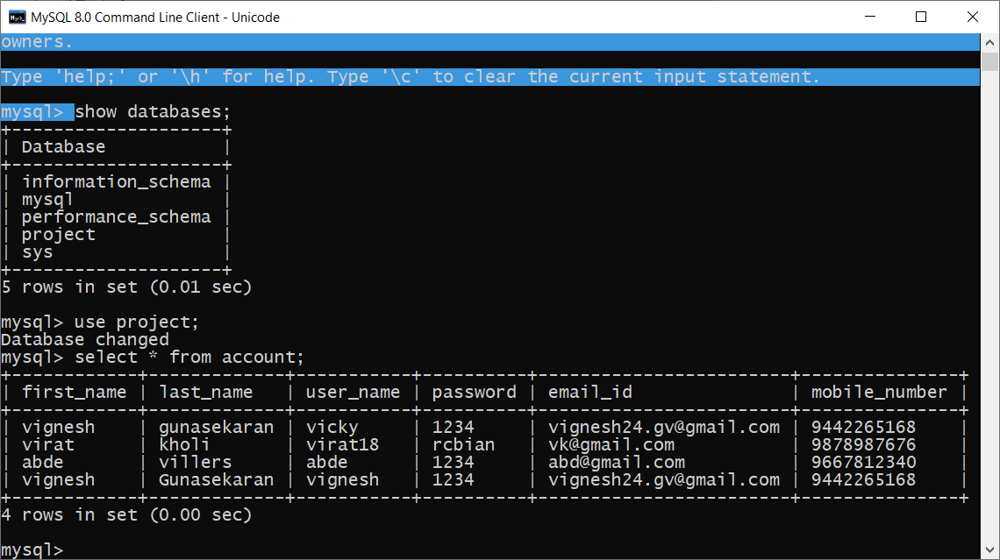 MySQL 8.0 Command Line Client - Unicode
owners.
Type 'help;' or '\h' for help. Type '\c' to clear the current input statement.
mysql> show databases;
+--------------------+
| Database           |
+--------------------+
| information_schema |
| mysql              |
| performance_schema |
| project            |
| sys                |
+--------------------+
5 rows in set (0.01 sec)
mysql> use project;
Database changed
mysql> select * from account;
+------------+-------------+-----------+----------+-----------------------+---------------+
| first_name | last_name   | user_name | password | email_id              | mobile_number |
+------------+-------------+-----------+----------+-----------------------+---------------+
| vignesh    | gunasekaran | vicky     | 1234     | vignesh24.gv@gmail.com | 9442265168    |
| virat      | kholi       | virat18   | rcbian   | vk@gmail.com          | 9878987676    |
| abde       | villers     | abde      | 1234     | abd@gmail.com         | 9667812340    |
| vignesh    | Gunasekaran | vignesh   | 1234     | vignesh24.gv@gmail.com | 9442265168    |
+------------+-------------+-----------+----------+-----------------------+---------------+
4 rows in set (0.00 sec)
mysql>